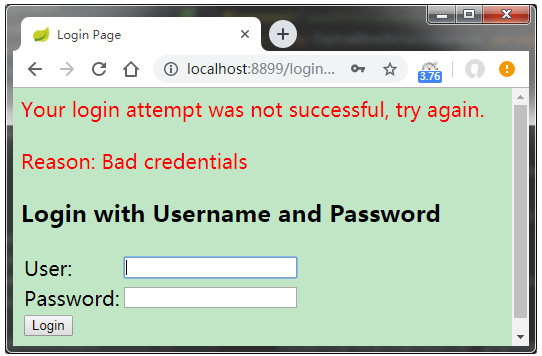 Login Page
localhost:8899/login...
3.76
Your login attempt was not successful, try again.
Reason: Bad credentials
Login with Username and Password
User:
Password:
Login